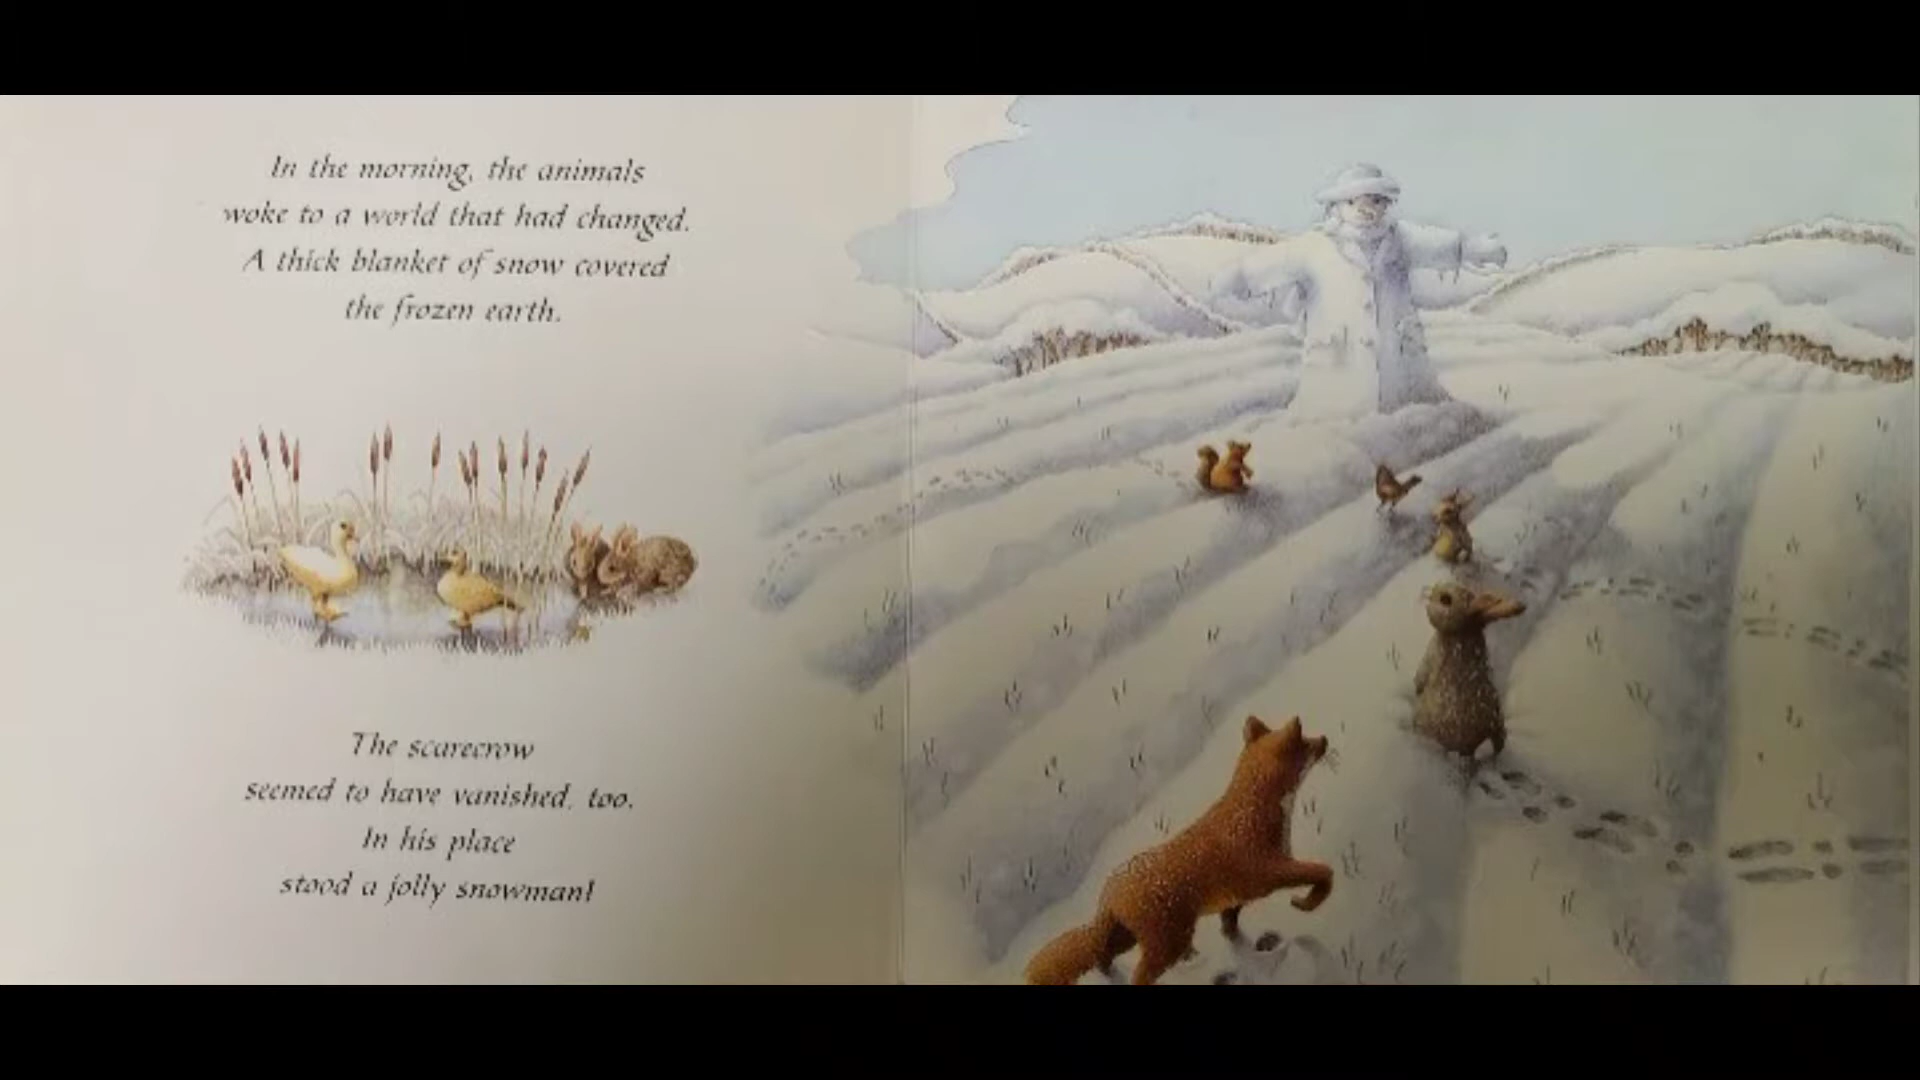 In the morning, the animals
woke to a world that had changed.
A thick blanket of snow covered
the frozen earth.
The scarecrow
seemed to have vanished, too.
In his place
stood a jolly snowman!